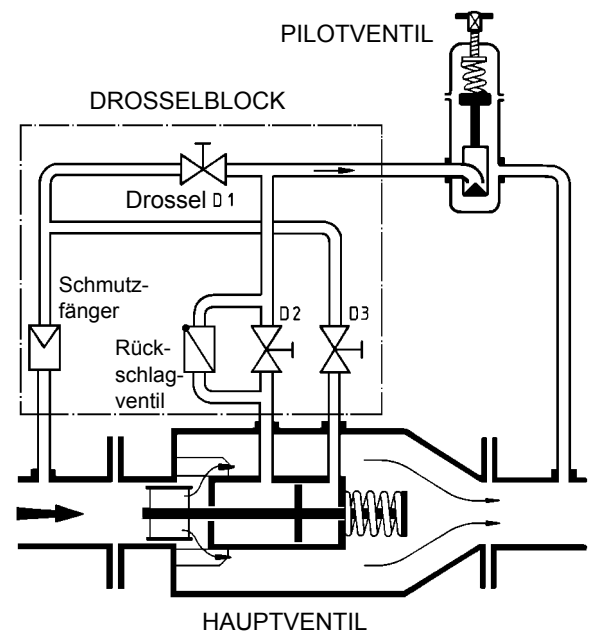 PILOTVENTIL
DROSSELBLOCK
Drossel D1
Schmutz-
fänger
D2
D3
Rück-
schlag-
ventil
HAUPTVENTIL